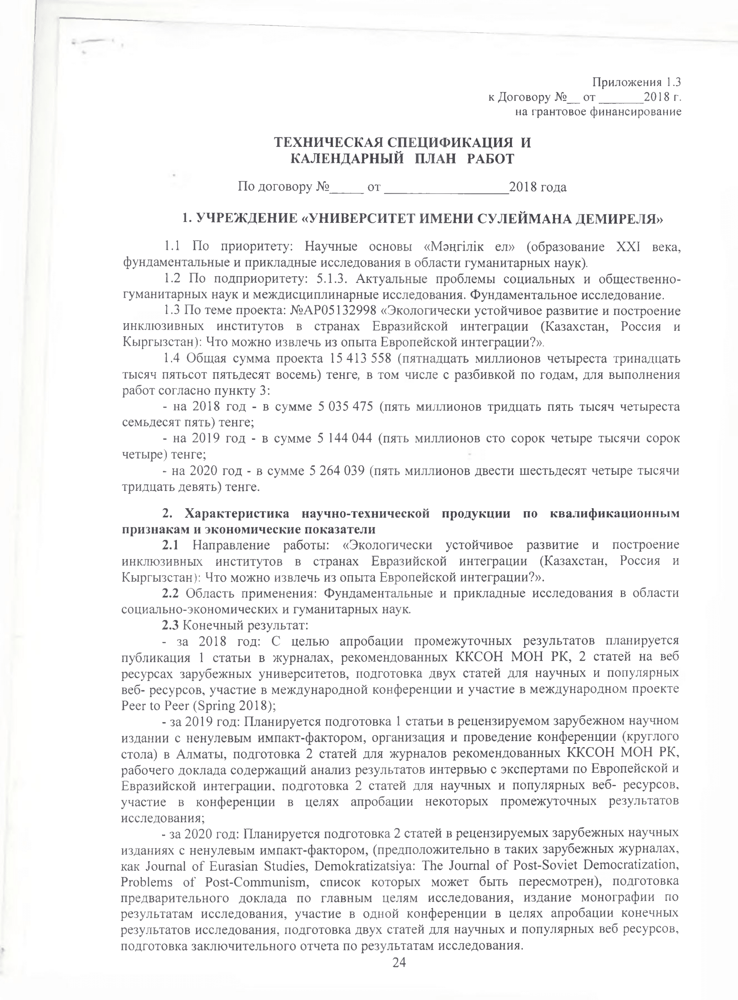 Приложения 1.3
к Договору №__ от _______2018 г.
на грантовое финансирование
ТЕХНИЧЕСКАЯ СПЕЦИФИКАЦИЯ И
КАЛЕНДАРНЫЙ ПЛАН РАБОТ
По договору №_____ от ___________________2018 года
1. УЧРЕЖДЕНИЕ «УНИВЕРСИТЕТ ИМЕНИ СУЛЕЙМАНА ДЕМИРЕЛЯ»
1.1 По приоритету: Научные основы «Мәңгілік ел» (образование XXI века,
фундаментальные и прикладные исследования в области гуманитарных наук).
1.2 По подприоритету: 5.1.3. Актуальные проблемы социальных и общественно-
гуманитарных наук и междисциплинарные исследования. Фундаментальное исследование.
1.3 По теме проекта: №АР05132998 «Экологически устойчивое развитие и построение
инклюзивных институтов в странах Евразийской интеграции (Казахстан, Россия и
Кыргызстан): Что можно извлечь из опыта Европейской интеграции?».
1.4 Общая сумма проекта 15 413 558 (пятнадцать миллионов четыреста тринадцать
тысяч пятьсот пятьдесят восемь) тенге, в том числе с разбивкой по годам, для выполнения
работ согласно пункту 3:
- на 2018 год - в сумме 5 035 475 (пять миллионов тридцать пять тысяч четыреста
семьдесят пять) тенге;
- на 2019 год - в сумме 5 144 044 (пять миллионов сто сорок четыре тысячи сорок
четыре) тенге;
- на 2020 год - в сумме 5 264 039 (пять миллионов двести шестьдесят четыре тысячи
тридцать девять) тенге.
2. Характеристика научно-технической продукции по квалификационным
признакам и экономические показатели
2.1 Направление работы: «Экологически устойчивое развитие и построение
инклюзивных институтов в странах Евразийской интеграции (Казахстан, Россия и
Кыргызстан): Что можно извлечь из опыта Европейской интеграции?».
2.2 Область применения: Фундаментальные и прикладные исследования в области
социально-экономических и гуманитарных наук.
2.3 Конечный результат:
- за 2018 год: С целью апробации промежуточных результатов планируется
публикация 1 статьи в журналах, рекомендованных ККСОН МОН РК, 2 статей на веб
ресурсах зарубежных университетов, подготовка двух статей для научных и популярных
веб- ресурсов, участие в международной конференции и участие в международном проекте
Peer to Peer (Spring 2018);
- за 2019 год: Планируется подготовка 1 статьи в рецензируемом зарубежном научном
издании с ненулевым импакт-фактором, организация и проведение конференции (круглого
стола) в Алматы, подготовка 2 статей для журналов рекомендованных ККСОН МОН РК,
рабочего доклада содержащий анализ результатов интервью с экспертами по Европейской и
Евразийской интеграции, подготовка 2 статей для научных и популярных веб- ресурсов,
участие в конференции в целях апробации некоторых промежуточных результатов
исследования;
- за 2020 год: Планируется подготовка 2 статей в рецензируемых зарубежных научных
изданиях с ненулевым импакт-фактором, (предположительно в таких зарубежных журналах,
как Journal of Eurasian Studies, Demokratizatsiya: The Journal of Post-Soviet Democratization,
Problems of Post-Communism, список которых может быть пересмотрен), подготовка
предварительного доклада по главным целям исследования, издание монографии по
результатам исследования, участие в одной конференции в целях апробации конечных
результатов исследования, подготовка двух статей для научных и популярных веб ресурсов,
подготовка заключительного отчета по результатам исследования.
24